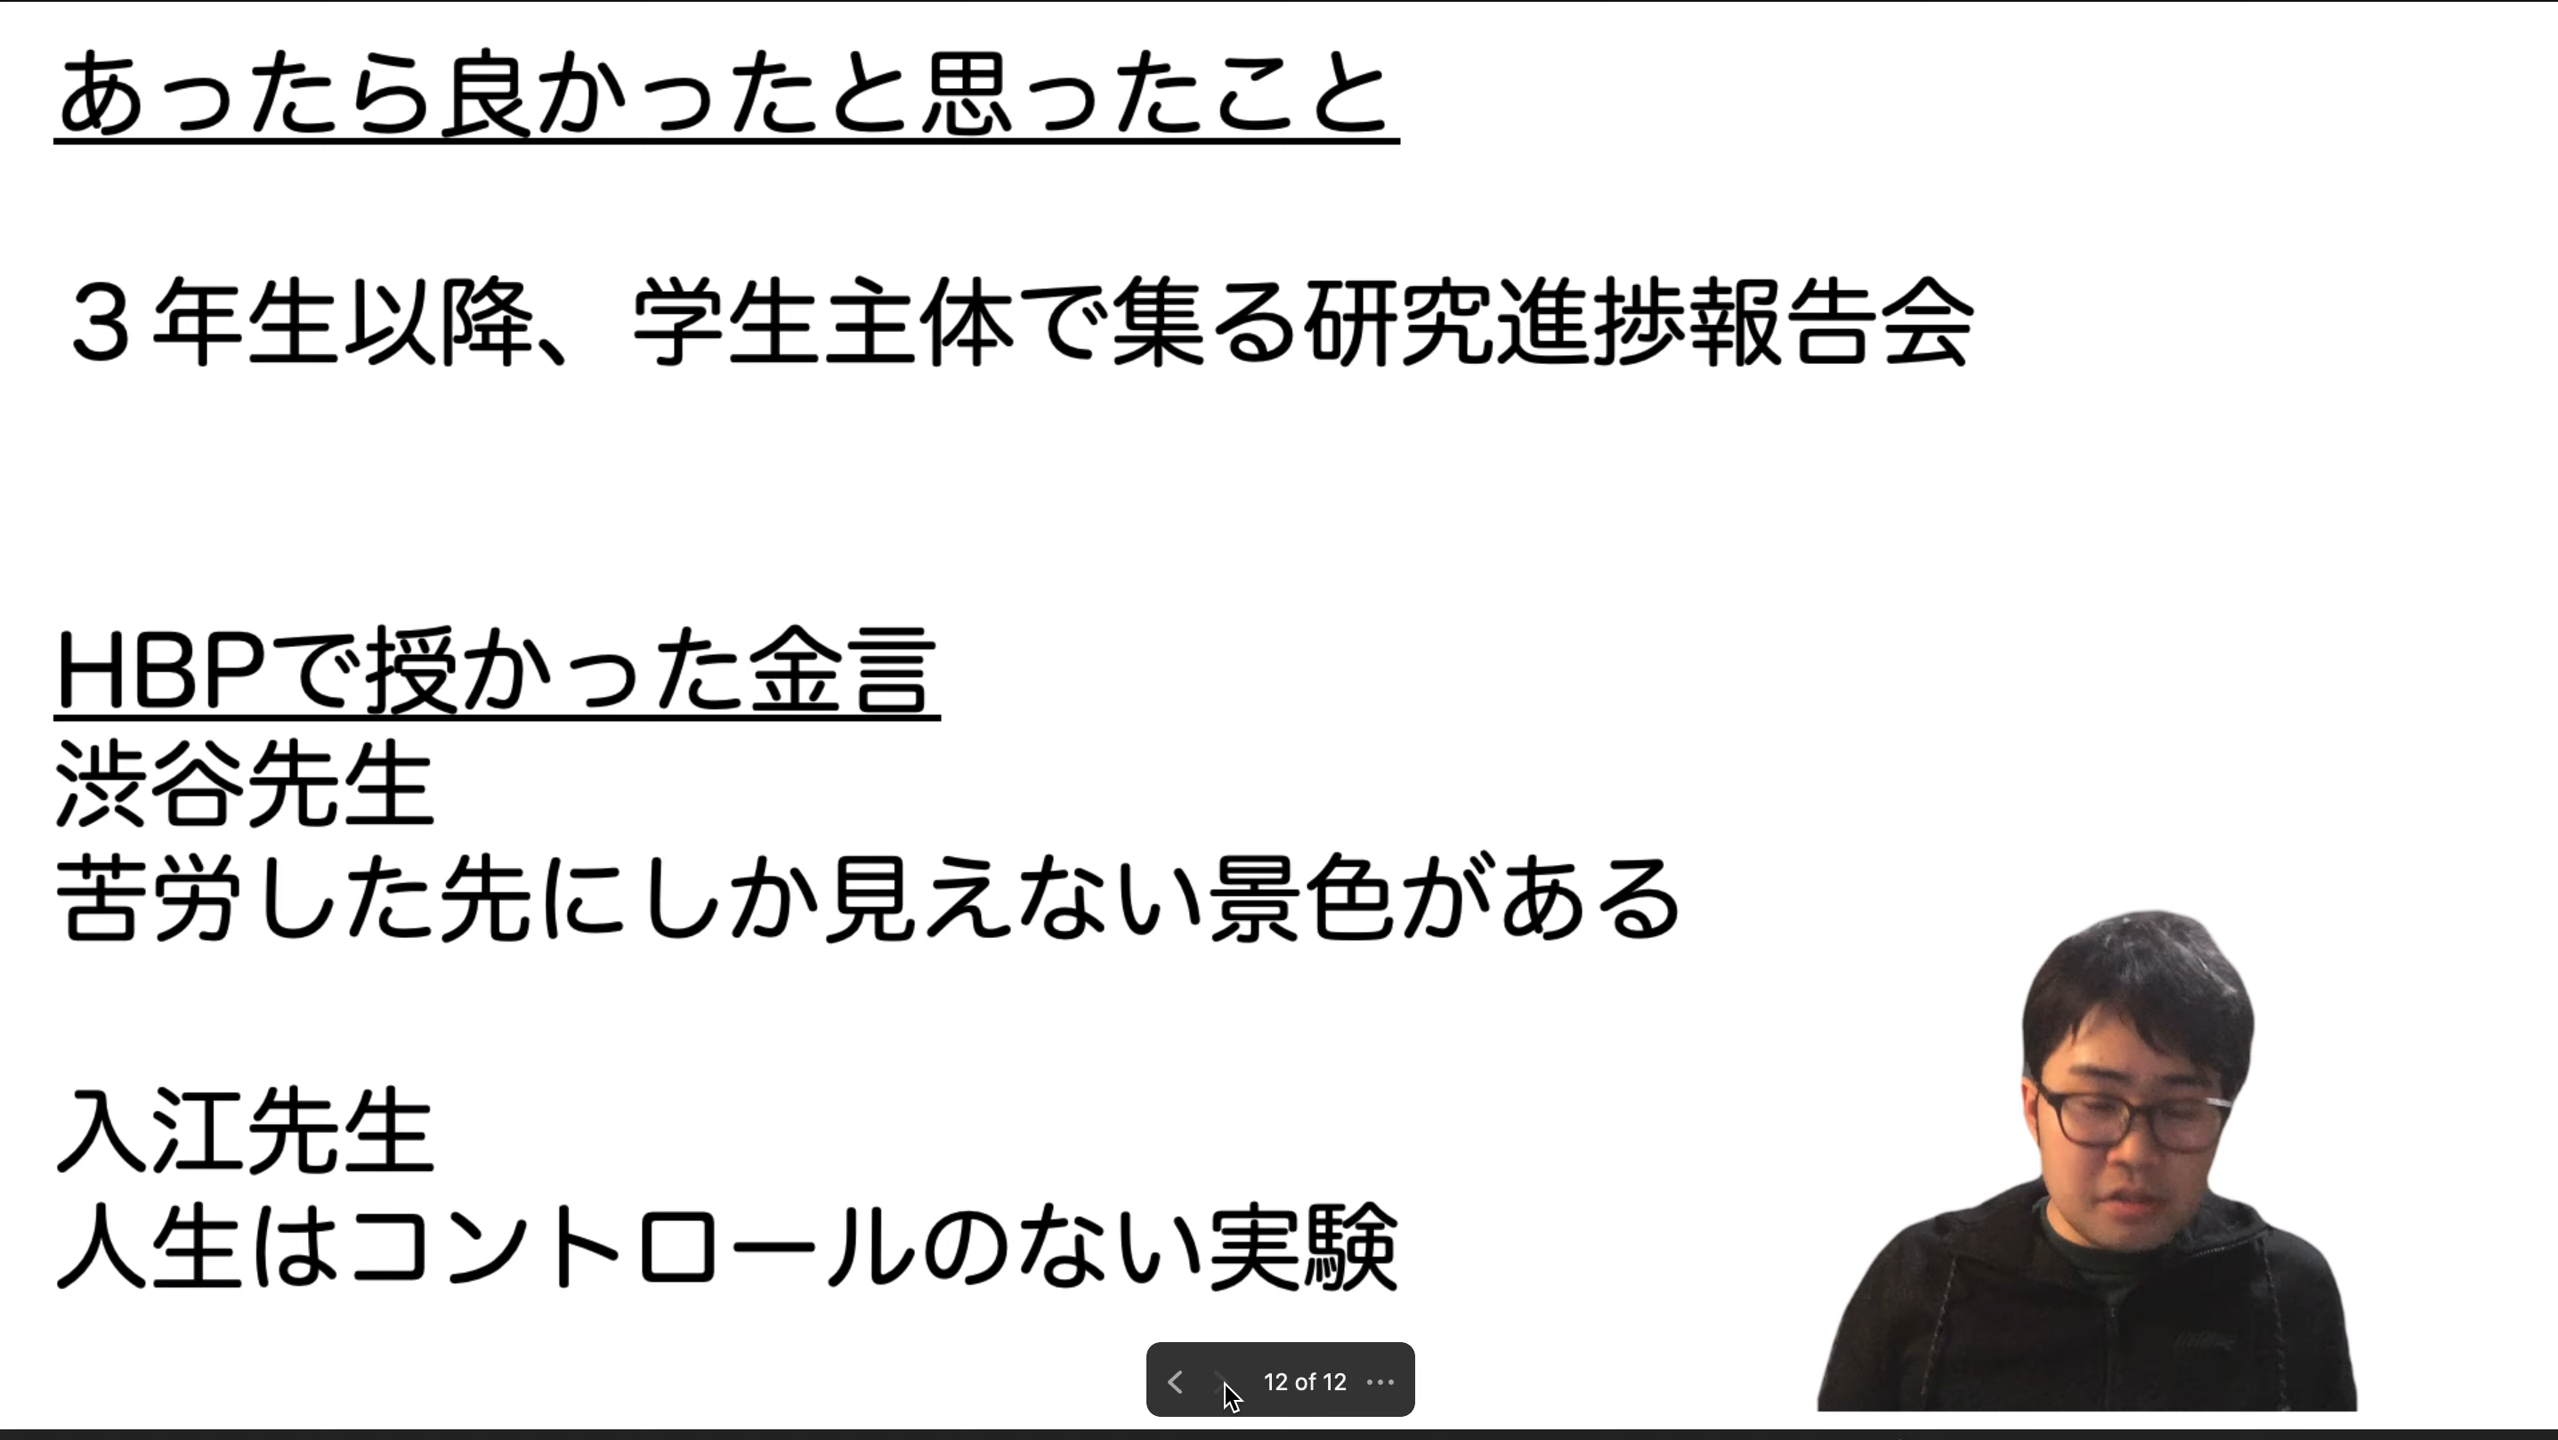 あったら良かったと思ったこと
３年生以降、学生主体で集る研究進捗報告会
HBPで授かった金言
渋谷先生
苦労した先にしか見えない景色がある
入江先生
人生はコントロールのない実験
12 of 12